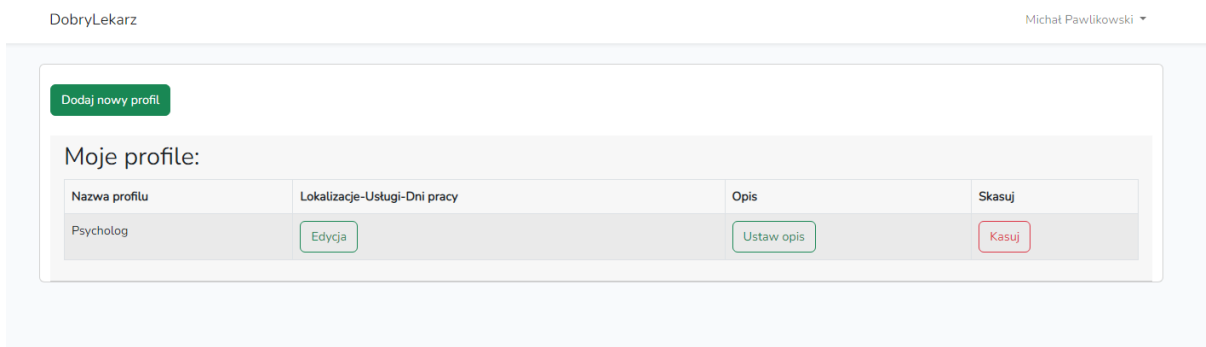 DobryLekarz Michał Pawlikowski
Dodaj nowy profil
Moje profile:
Nazwa profilu Lokalizacje-Usługi-Dni pracy Opis Skasuj
Psycholog Edycja Ustaw opis Kasuj